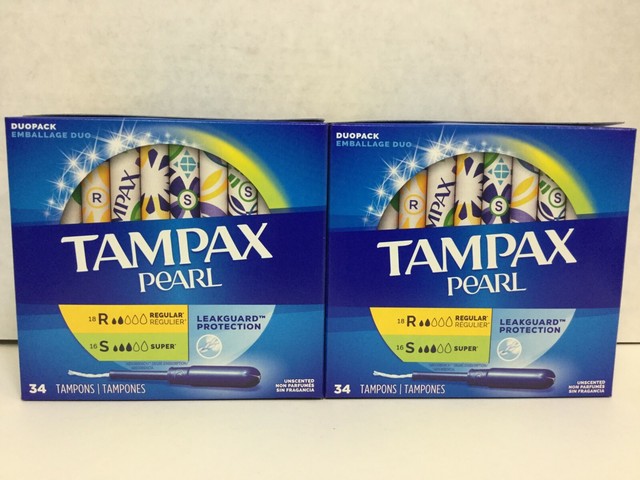 DUOPACK
EMBALLAGE DUO
R
MPAX
S
S
TAMPAX
PEARL
18 R REGULAR*
RÉGULIER*
16 S SUPER*
LEAKGUARD™
PROTECTION
34 TAMPONS | TAMPONES
UNSCENTED
NON PARFUMÉS
SIN FRAGANCIA
DUOPACK
EMBALLAGE DUO
R
AMPAX
S
S
TAMPAX
PEARL
18 R REGULAR*
RÉGULIER*
16 S SUPER*
LEAKGUARD™
PROTECTION
34 TAMPONS | TAMPONES
UNSCENTED
NON PARFUMÉS
SIN FRAGANCIA